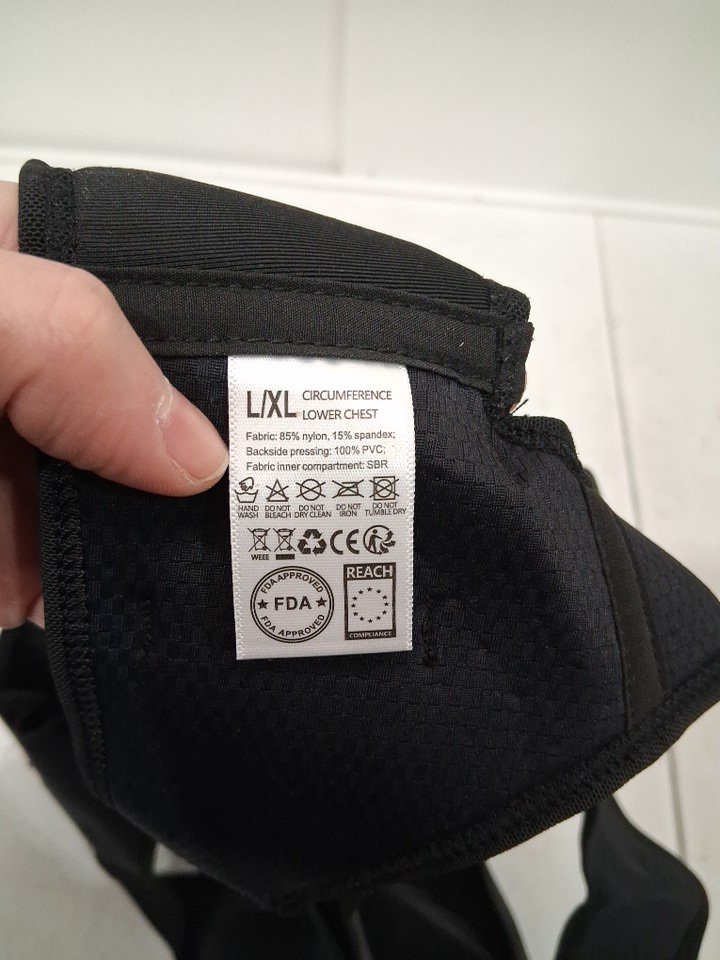 L/XL CIRCUMFERENCE
LOWER CHEST
Fabric: 85% nylon, 15% spandex;
Backside pressing: 100% PVC;
Fabric inner compartment: SBR
HAND WASH
DO NOT BLEACH
DO NOT DRY CLEAN
DO NOT IRON
DO NOT TUMBLE DRY
WEEE
CE
FDA APPROVED
FDA
FDA APPROVED
REACH
COMPLIANCE